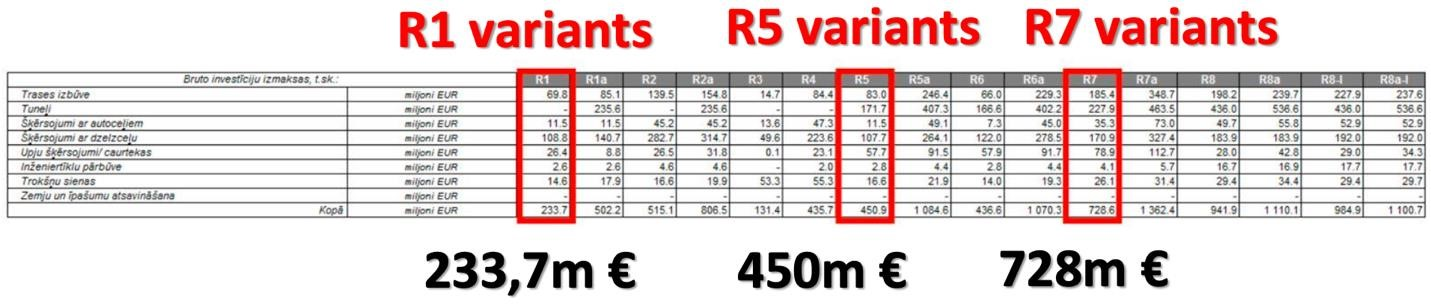 R1 variants R5 variants R7 variants
Bruto investīciju izmaksas, t.sk.: R1 R1a R2 R2a R3 R4 R5 R5a R6 R6a R7 R7a R8 R8a R8-I R8a-I
Trases izbūve miljoni EUR 69.8 85.1 139.5 154.8 14.7 84.4 83.0 246.4 66.0 229.3 185.4 348.7 198.2 239.7 227.9 237.6
Tuneļi miljoni EUR - 235.6 - 235.6 - - 171.7 407.3 166.6 402.2 227.9 463.5 436.0 536.6 436.0 536.6
Šķērsojumi ar autoceļiem miljoni EUR 11.5 11.5 45.2 45.2 13.6 47.3 11.5 49.1 7.3 45.0 35.3 73.0 49.7 55.8 52.9 52.9
Šķērsojumi ar dzelzceļu miljoni EUR 108.8 140.7 282.7 314.7 49.6 223.6 107.7 264.1 122.0 278.5 170.9 327.4 183.9 183.9 192.0 192.0
Upju šķērsojumi/ caurtekas miljoni EUR 26.4 8.8 26.5 31.8 0.1 23.1 57.7 91.5 57.9 91.7 78.9 112.7 28.0 42.8 29.0 34.3
Inženiertīklu pārbūve miljoni EUR 2.6 2.6 4.6 4.6 - 2.0 2.8 4.4 2.8 4.4 4.1 5.7 16.7 16.9 17.7 17.7
Trokšņu sienas miljoni EUR 14.6 17.9 16.6 19.9 53.3 55.3 16.6 21.9 14.0 19.3 26.1 31.4 29.4 34.4 29.4 29.7
Zemju un īpašumu atsavināšana miljoni EUR - - - - - - - - - - - - - - - -
Kopā miljoni EUR 233.7 502.2 515.1 806.5 131.4 435.7 450.9 1 084.6 436.6 1 070.3 728.6 1 362.4 941.9 1 110.1 984.9 1 100.7
233,7m € 450m € 728m €